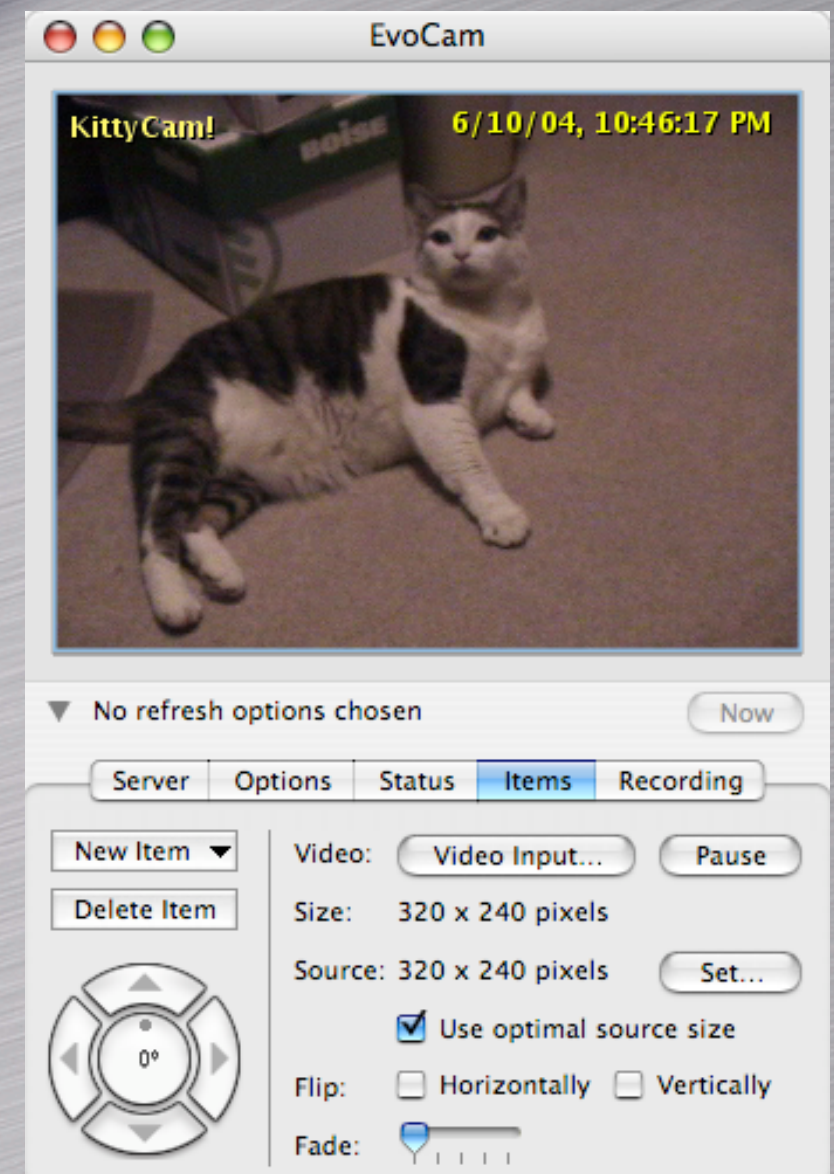 EvoCam
KittyCam!
6/10/04, 10:46:17 PM
BOISE
No refresh options chosen
Now
Server
Options
Status
Items
Recording
New Item
Delete Item
0°
Video:
Video Input...
Pause
Size:
320 x 240 pixels
Source:
320 x 240 pixels
Set...
Use optimal source size
Flip:
Horizontally
Vertically
Fade: